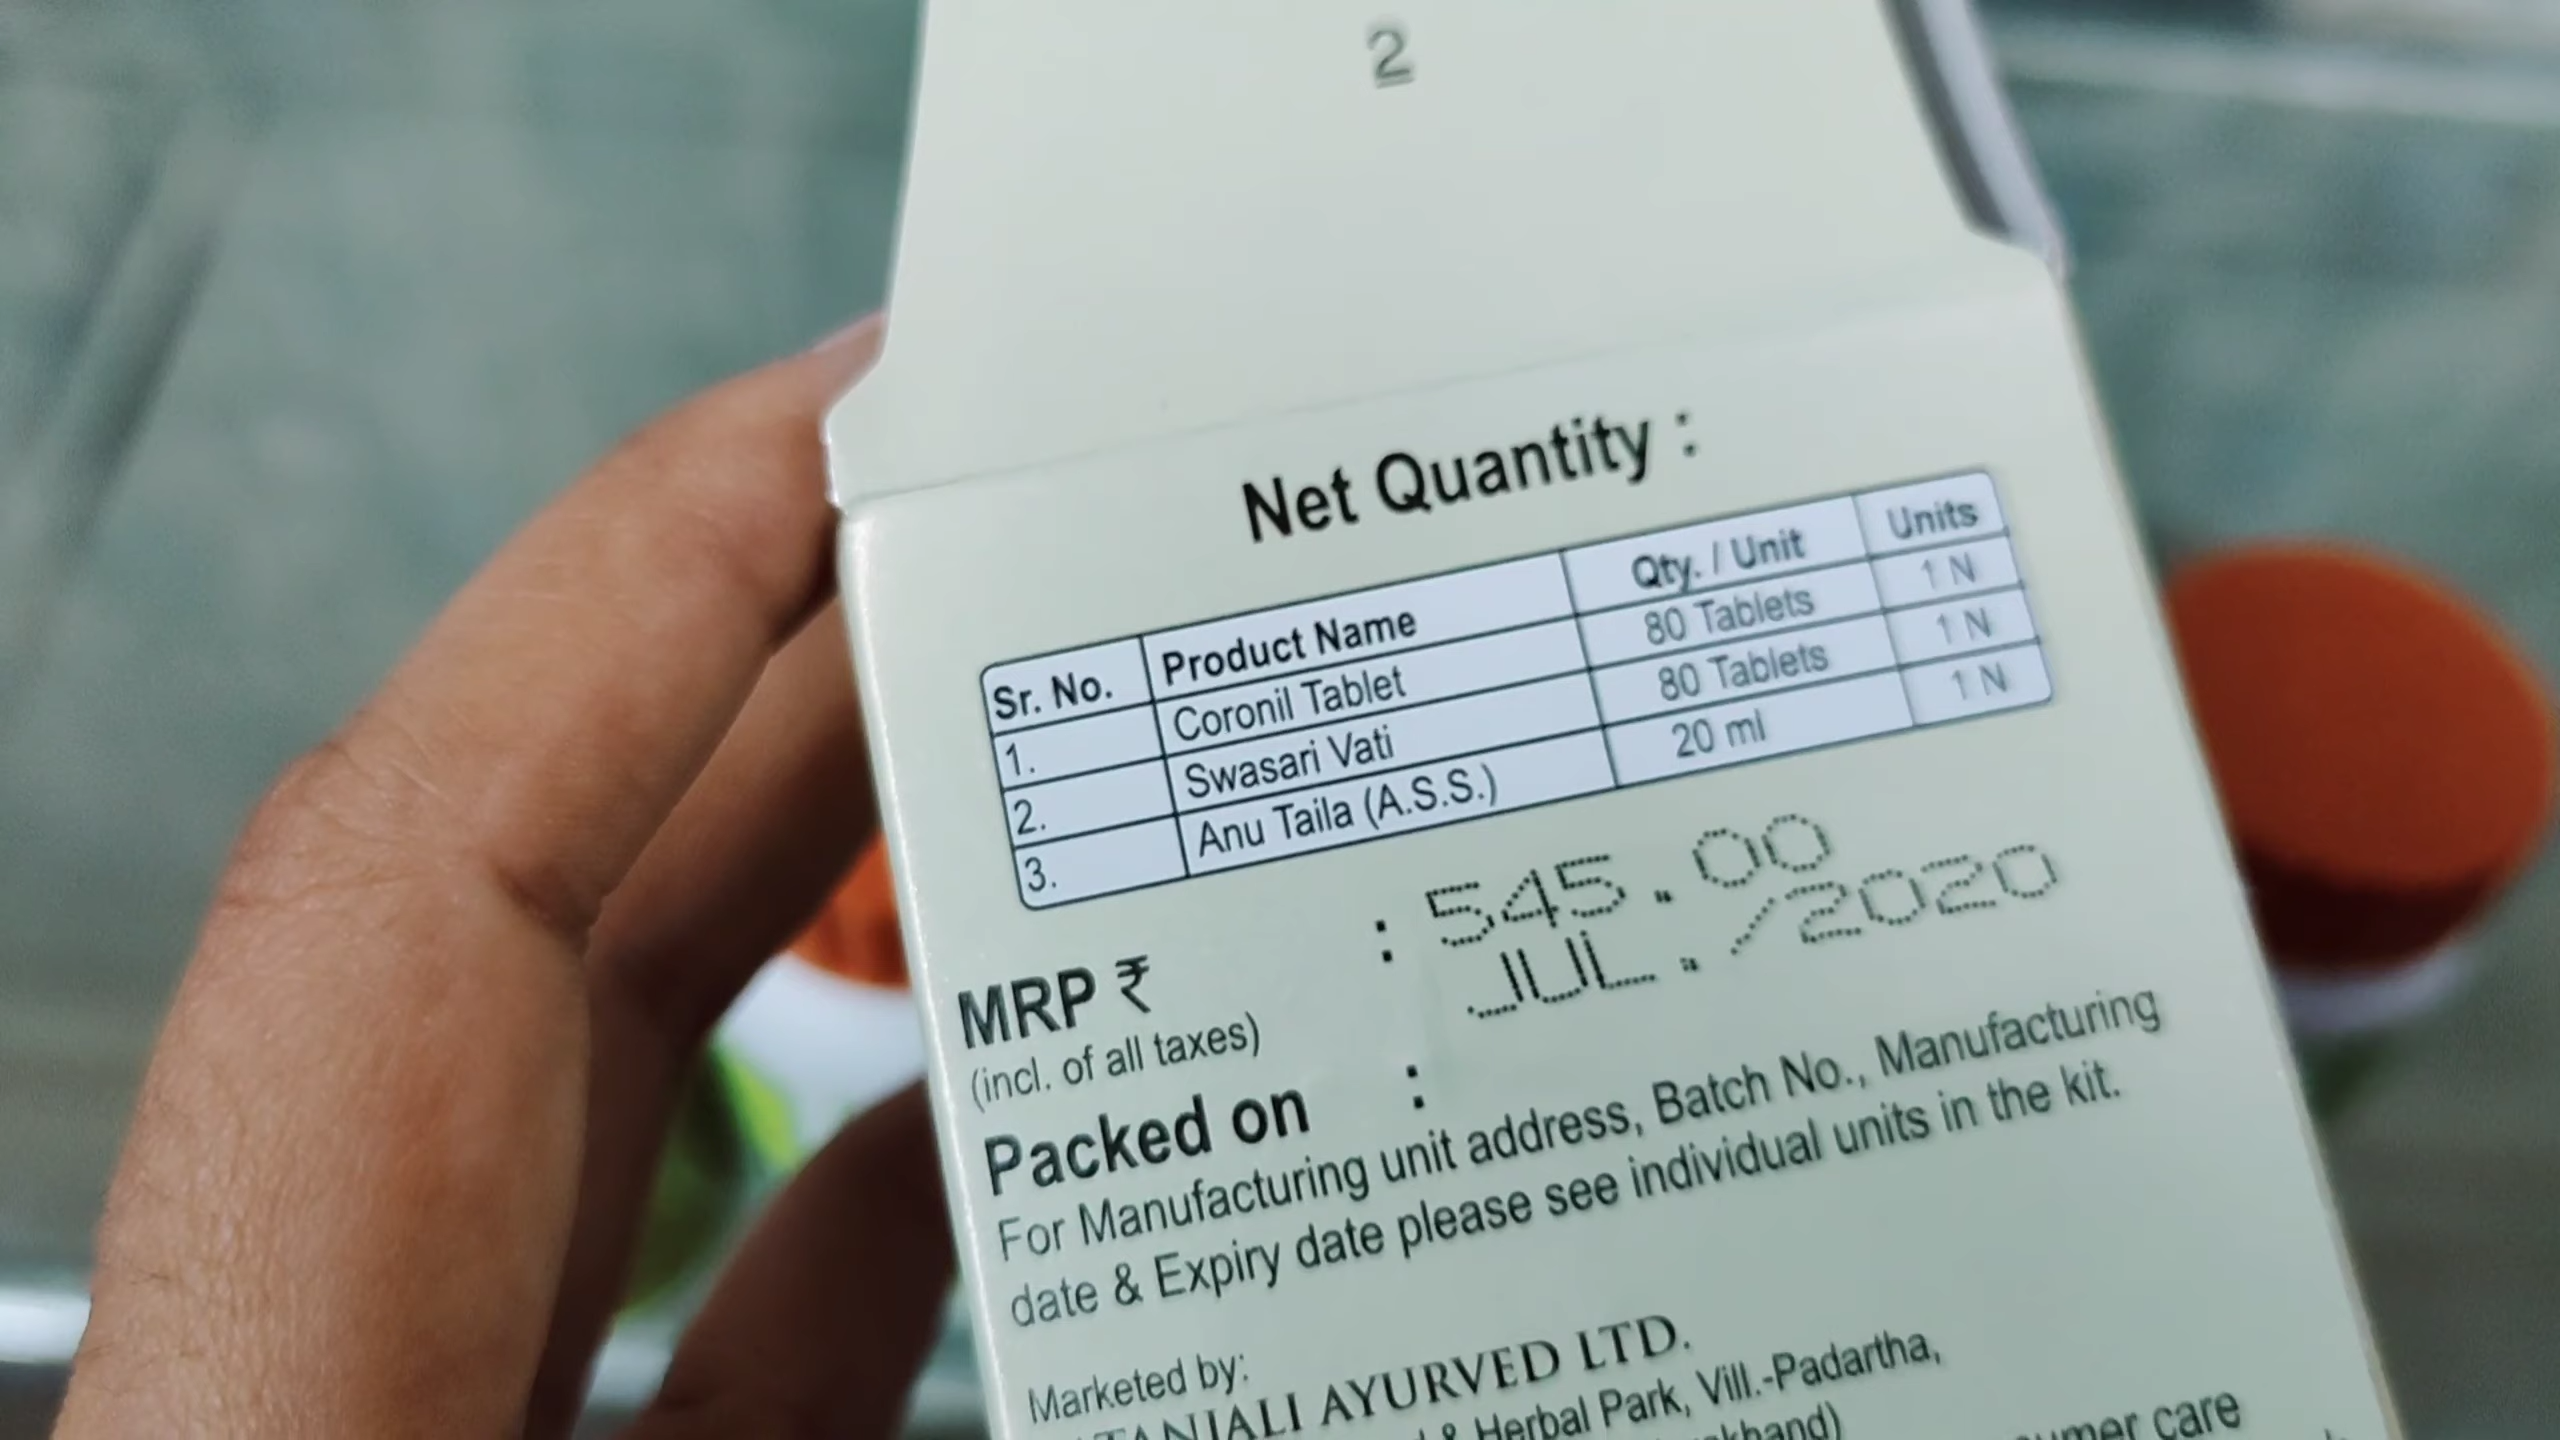 2
Net Quantity :
Sr. No. Product Name Qty. / Unit Units
1. Coronil Tablet 80 Tablets 1 N
2. Swasari Vati 80 Tablets 1 N
3. Anu Taila (A.S.S.) 20 ml 1 N
MRP ₹ : 545.00
(incl. of all taxes)
Packed on : JUL./2020
For Manufacturing unit address, Batch No., Manufacturing
date & Expiry date please see individual units in the kit.
Marketed by:
AYURVED LTD.
& Herbal Park, Vill.-Padartha,
care